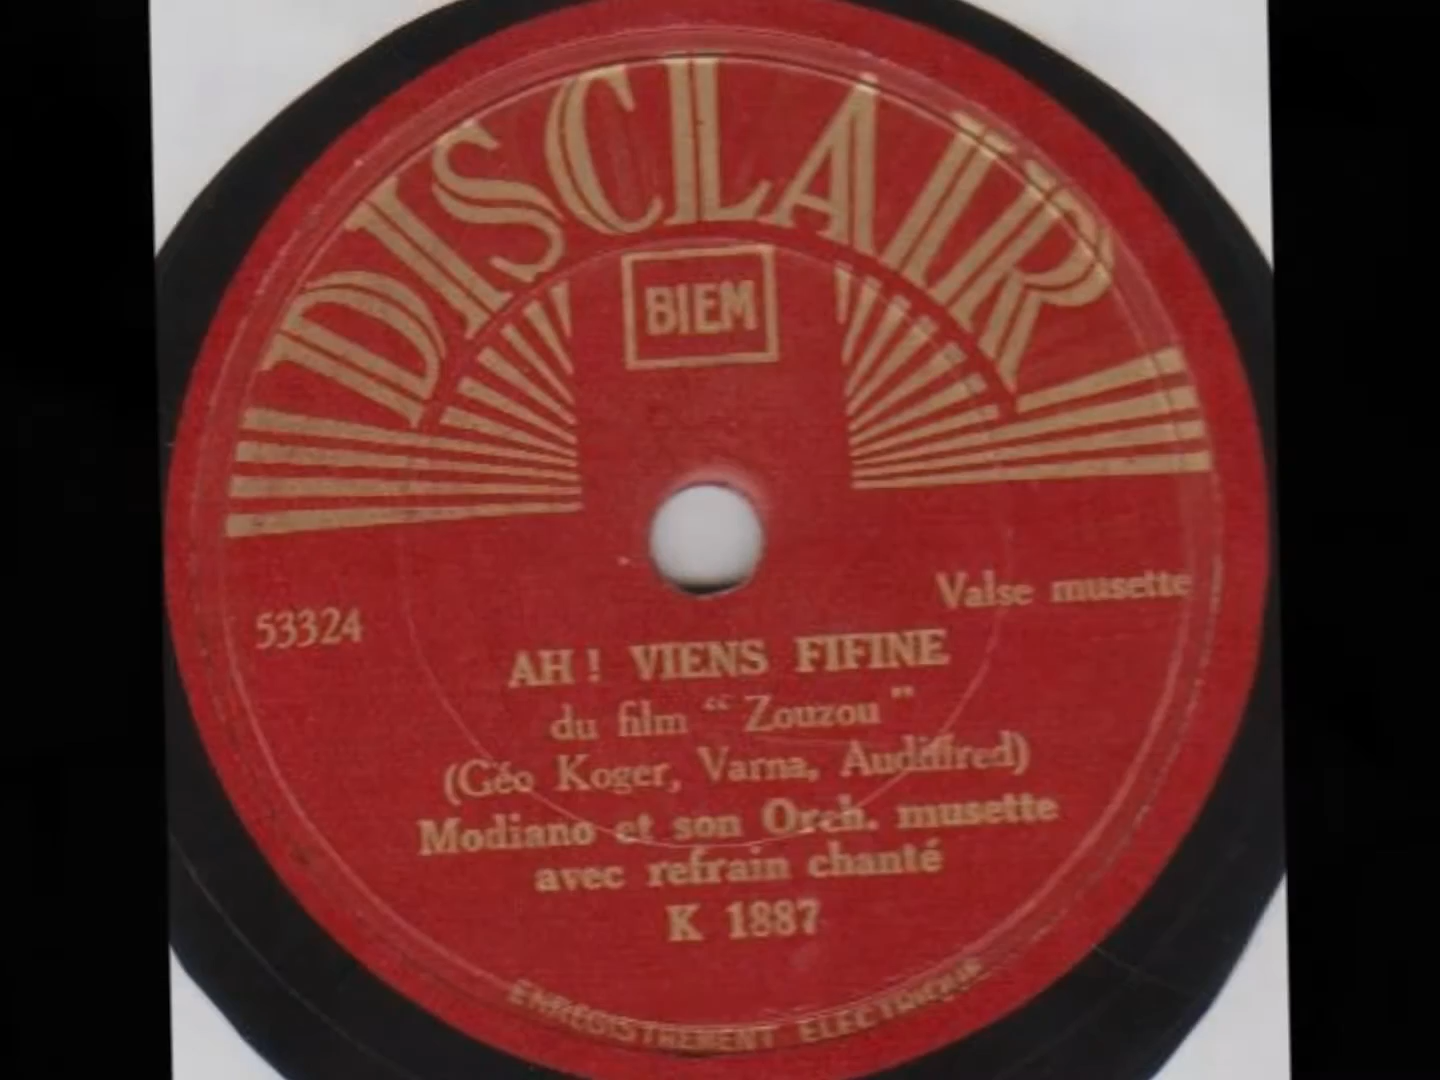 DISCLAIR
BIEM
Valse musette
53324
AH ! VIENS FIFINE
du film “ Zouzou ”
(Géo Koger, Varna, Audiffred)
Modiano et son Orch. musette
avec refrain chanté
K 1887
ENREGISTREMENT ELECTRIQUE